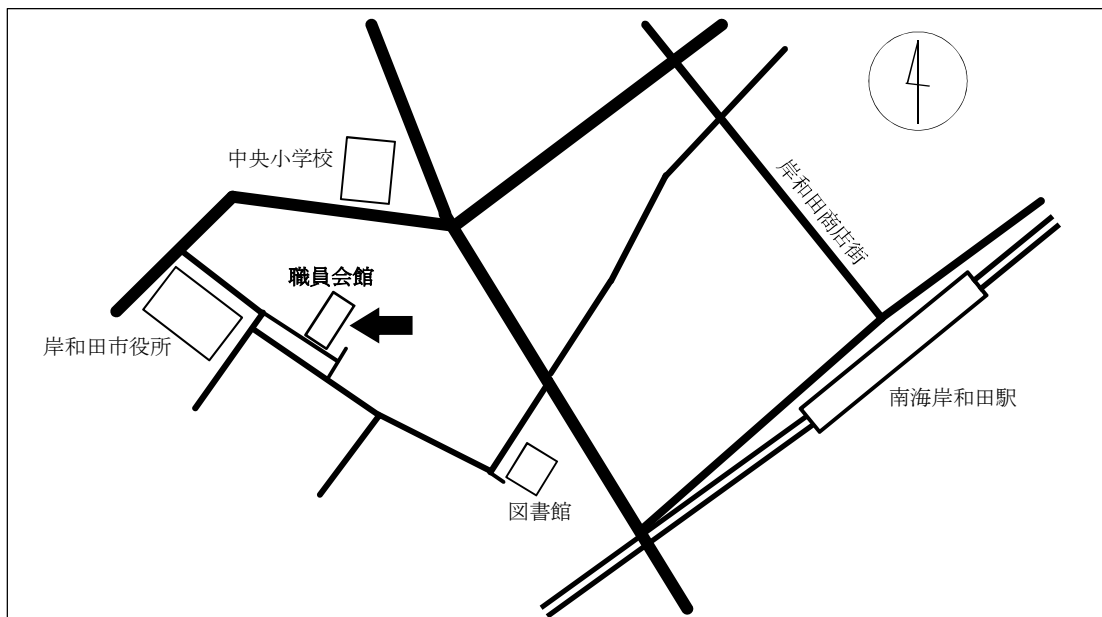 中央小学校
岸和田商店街
職員会館
岸和田市役所
南海岸和田駅
図書館